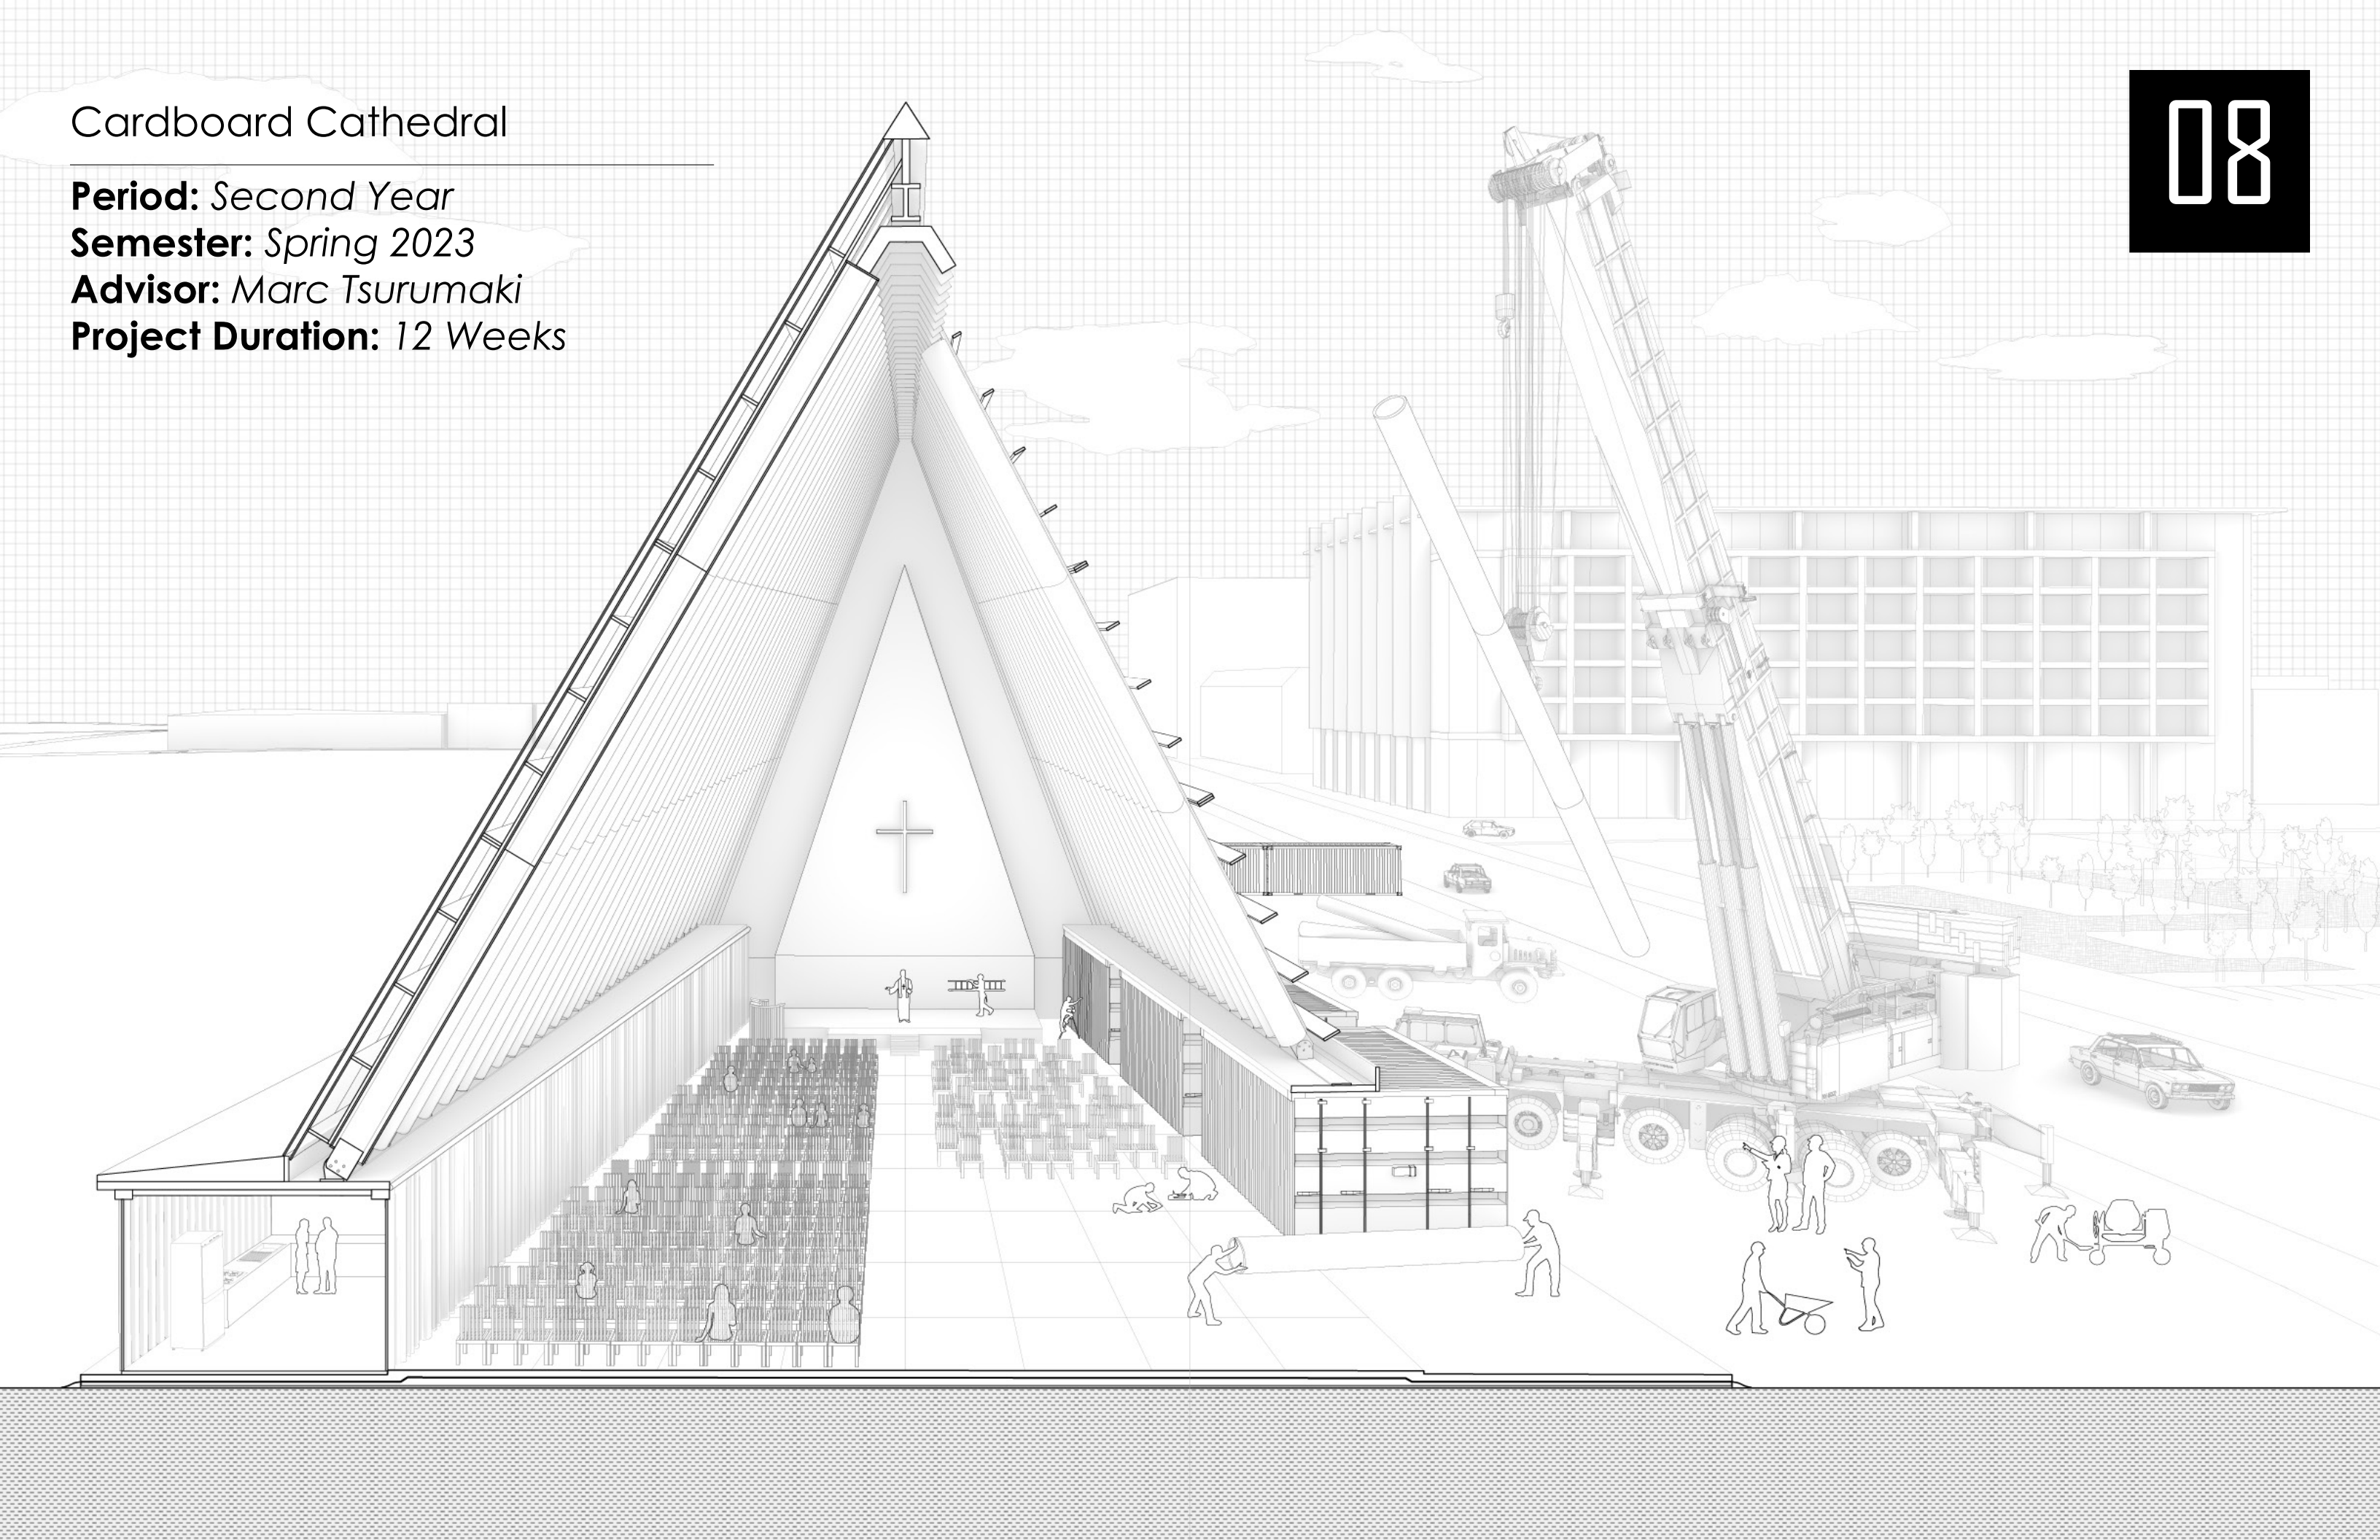 Cardboard Cathedral
Period: Second Year
Semester: Spring 2023
Advisor: Marc Tsurumaki
Project Duration: 12 Weeks
08